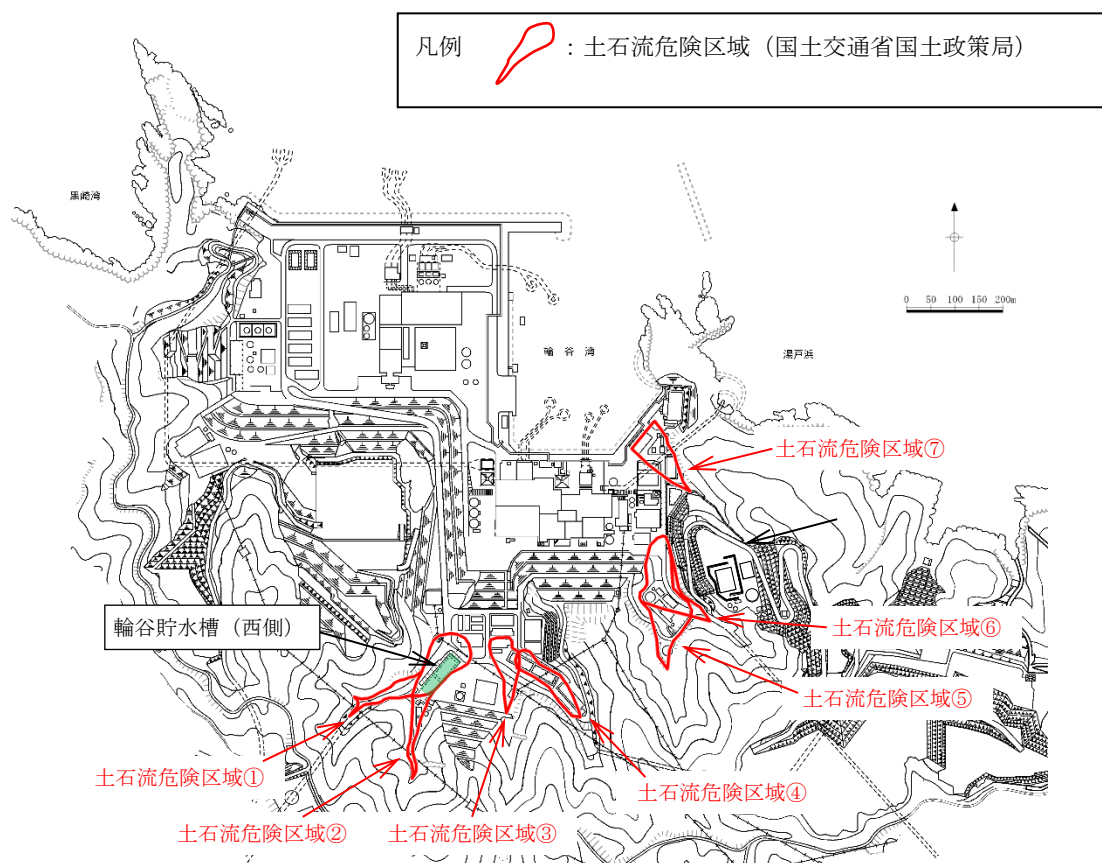 凡例 : 土石流危険区域（国土交通省国土政策局）
黒崎湾
0 50 100 150 200m
輪谷湾
湯戸浜
土石流危険区域⑦
輪谷貯水槽（西側）
土石流危険区域⑥
土石流危険区域⑤
土石流危険区域①
土石流危険区域④
土石流危険区域②
土石流危険区域③